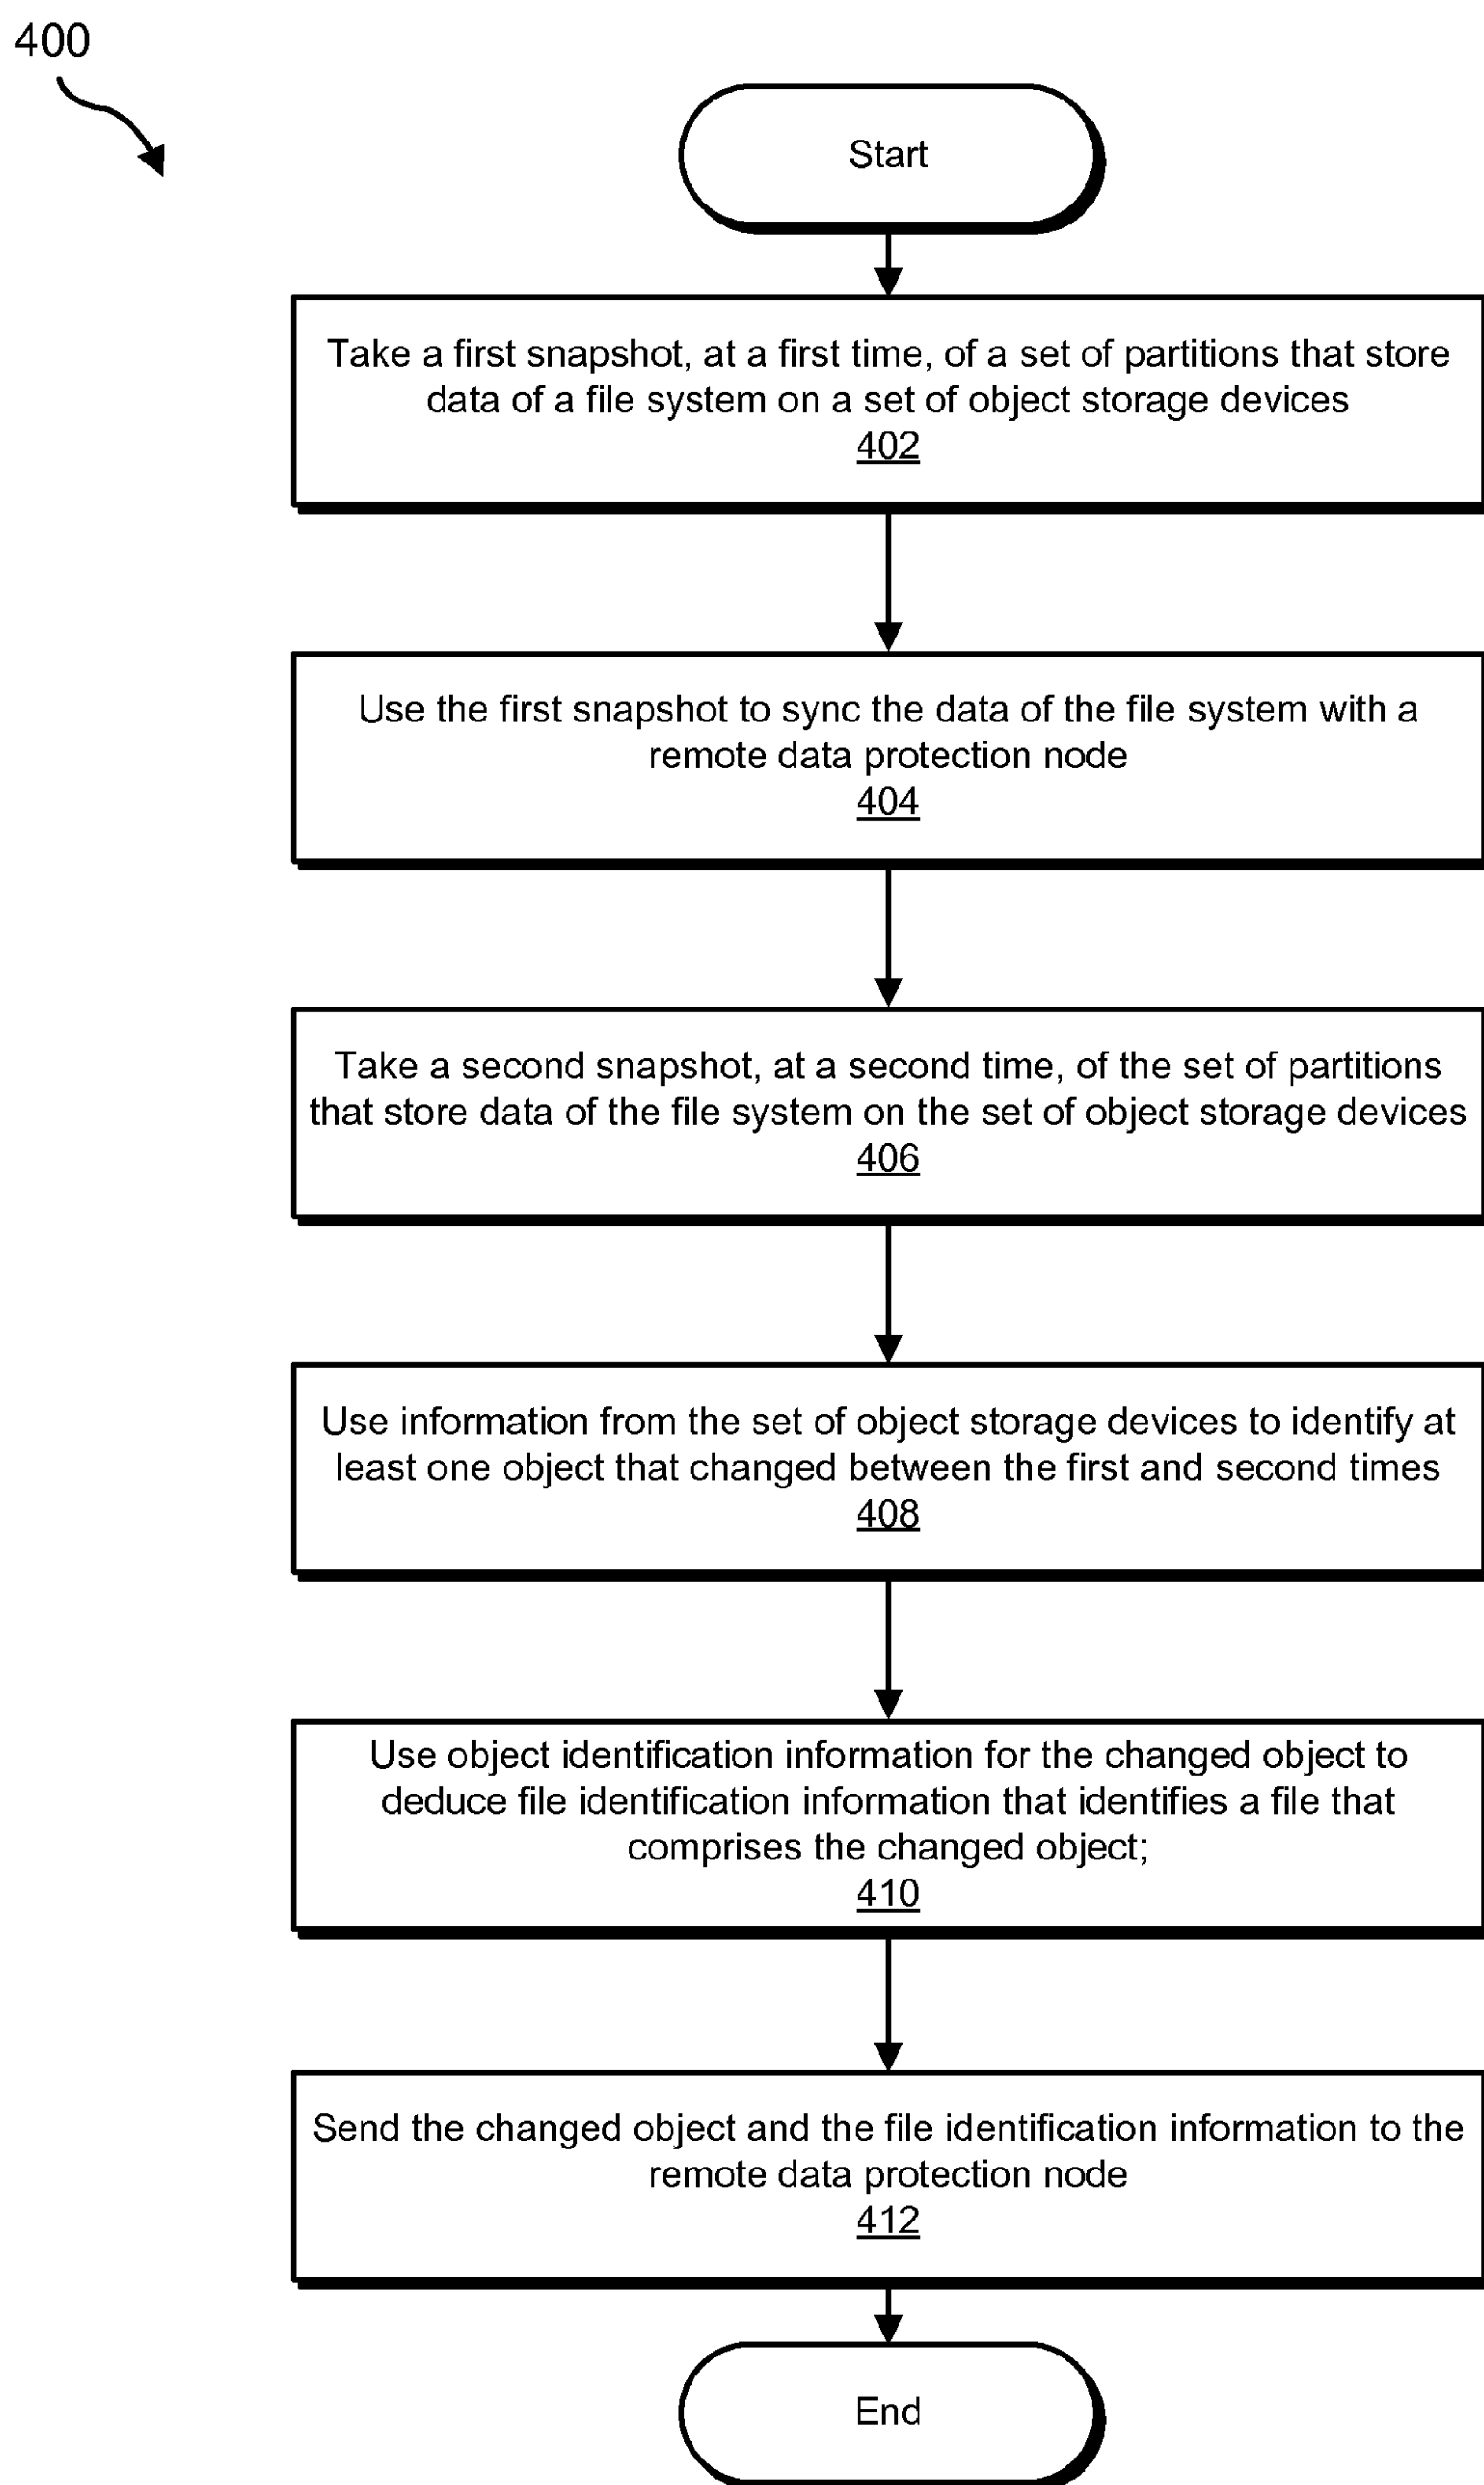 400
Start
Take a first snapshot, at a first time, of a set of partitions that store
data of a file system on a set of object storage devices
402
Use the first snapshot to sync the data of the file system with a
remote data protection node
404
Take a second snapshot, at a second time, of the set of partitions
that store data of the file system on the set of object storage devices
406
Use information from the set of object storage devices to identify at
least one object that changed between the first and second times
408
Use object identification information for the changed object to
deduce file identification information that identifies a file that
comprises the changed object;
410
Send the changed object and the file identification information to the
remote data protection node
412
End